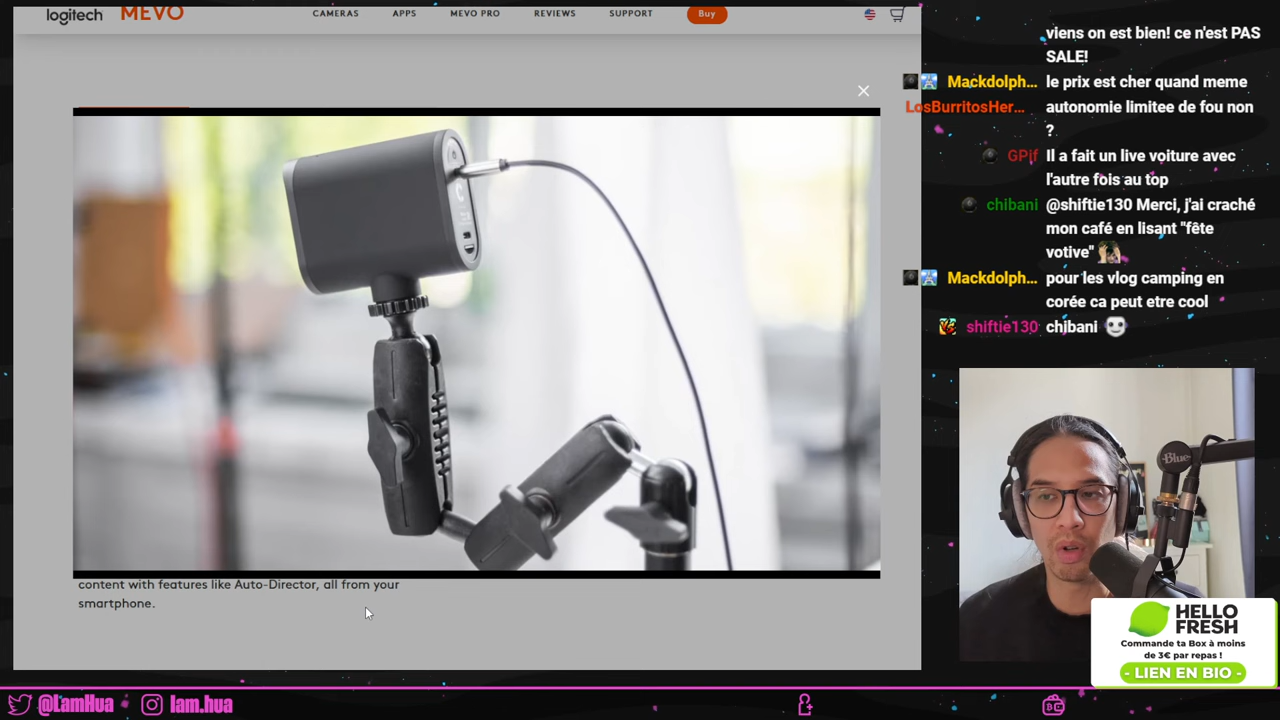 logitech MEVO CAMERAS APPS MEVO PRO REVIEWS SUPPORT Buy
content with features like Auto-Director, all from your
smartphone.
viens on est bien! ce n'est PAS
SALE!
Mackdolph... le prix est cher quand meme
LosBurritosHer... autonomie limitee de fou non
?
GPif Il a fait un live voiture avec
l'autre fois au top
chibani @shiftie130 Merci, j'ai craché
mon café en lisant "fête
votive"
Mackdolph... pour les vlog camping en
corée ca peut etre cool
shiftie130 chibani
Blue
HELLO
FRESH
Commande ta Box à moins
de 3€ par repas !
- LIEN EN BIO -
@LamHua lam.hua